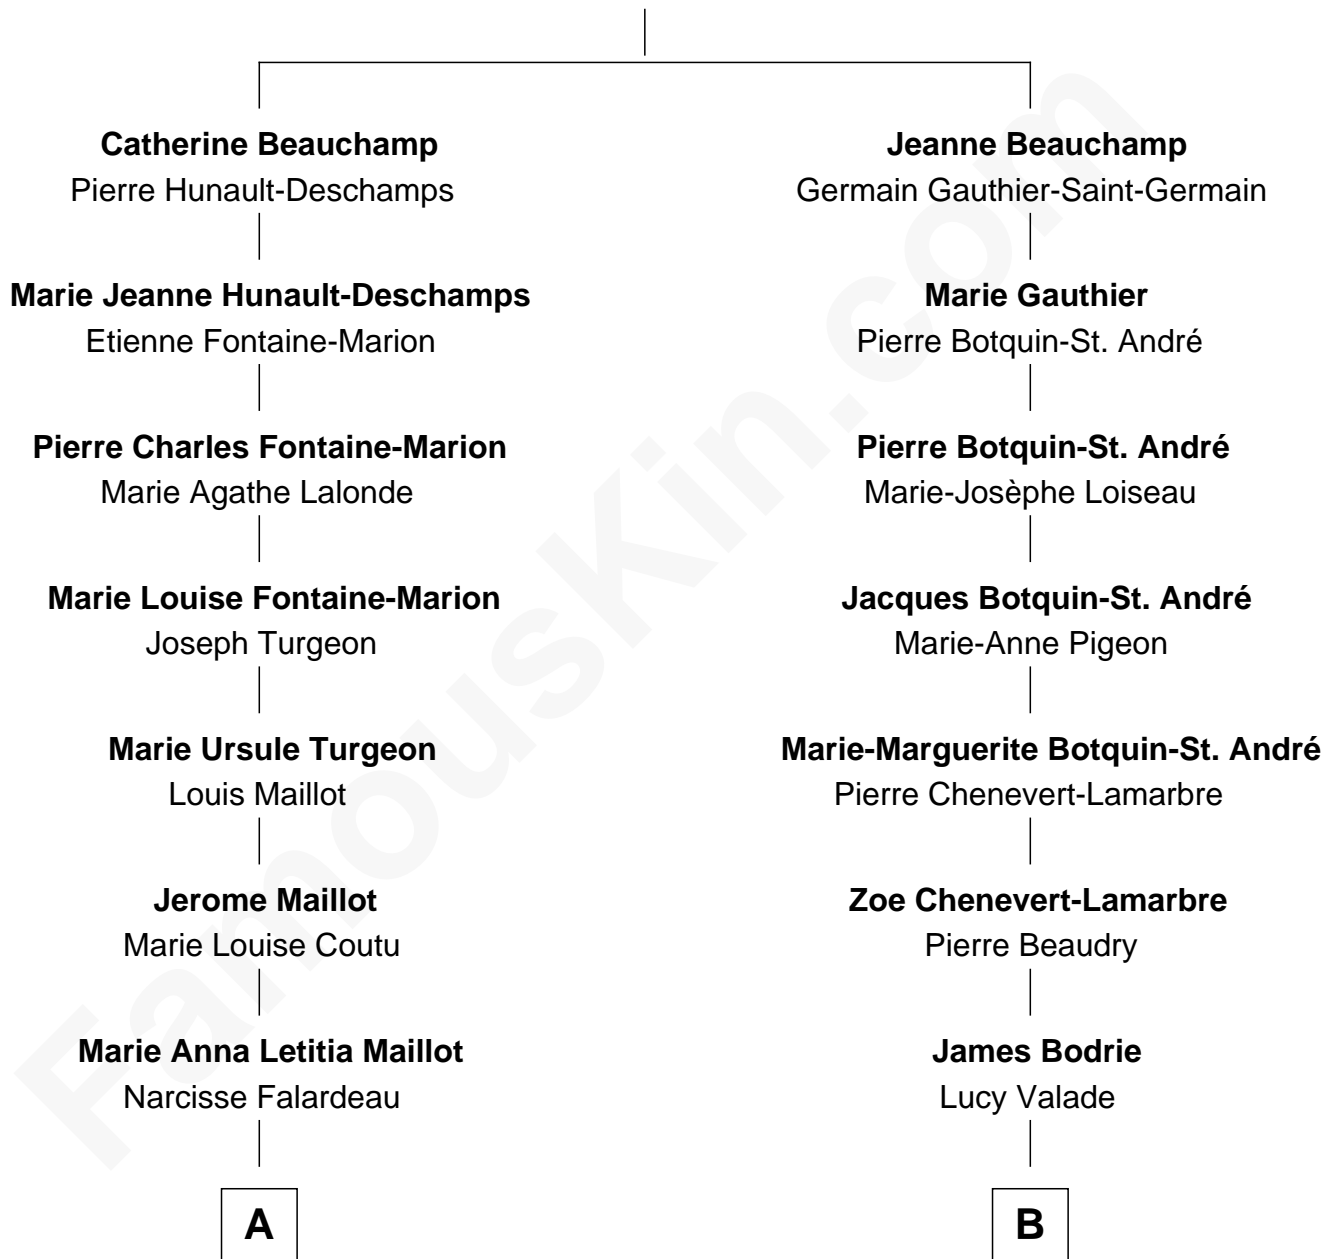 Catherine Beauchamp
Pierre Hunault-Deschamps
Marie Jeanne Hunault-Deschamps
Etienne Fontaine-Marion
Pierre Charles Fontaine-Marion
Marie Agathe Lalonde
Marie Louise Fontaine-Marion
Joseph Turgeon
Marie Ursule Turgeon
Louis Maillot
Jerome Maillot
Marie Louise Coutu
Marie Anna Letitia Maillot
Narcisse Falardeau
A
Jeanne Beauchamp
Germain Gauthier-Saint-Germain
Marie Gauthier
Pierre Botquin-St. André
Pierre Botquin-St. André
Marie-Josèphe Loiseau
Jacques Botquin-St. André
Marie-Anne Pigeon
Marie-Marguerite Botquin-St. André
Pierre Chenevert-Lamarbre
Zoe Chenevert-Lamarbre
Pierre Beaudry
James Bodrie
Lucy Valade
B
FamousKin.com